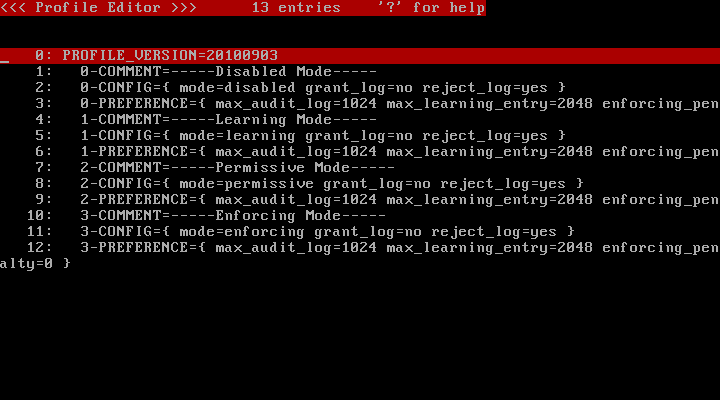 <<< Profile Editor >>>      13 entries    '?' for help
    0: PROFILE_VERSION=20100903
    1:   0-COMMENT=-----Disabled Mode-----
    2:   0-CONFIG={ mode=disabled grant_log=no reject_log=yes }
    3:   0-PREFERENCE={ max_audit_log=1024 max_learning_entry=2048 enforcing_pen
    4:   1-COMMENT=-----Learning Mode-----
    5:   1-CONFIG={ mode=learning grant_log=no reject_log=yes }
    6:   1-PREFERENCE={ max_audit_log=1024 max_learning_entry=2048 enforcing_pen
    7:   2-COMMENT=-----Permissive Mode-----
    8:   2-CONFIG={ mode=permissive grant_log=no reject_log=yes }
    9:   2-PREFERENCE={ max_audit_log=1024 max_learning_entry=2048 enforcing_pen
   10:   3-COMMENT=-----Enforcing Mode-----
   11:   3-CONFIG={ mode=enforcing grant_log=no reject_log=yes }
   12:   3-PREFERENCE={ max_audit_log=1024 max_learning_entry=2048 enforcing_pen
alty=0 }